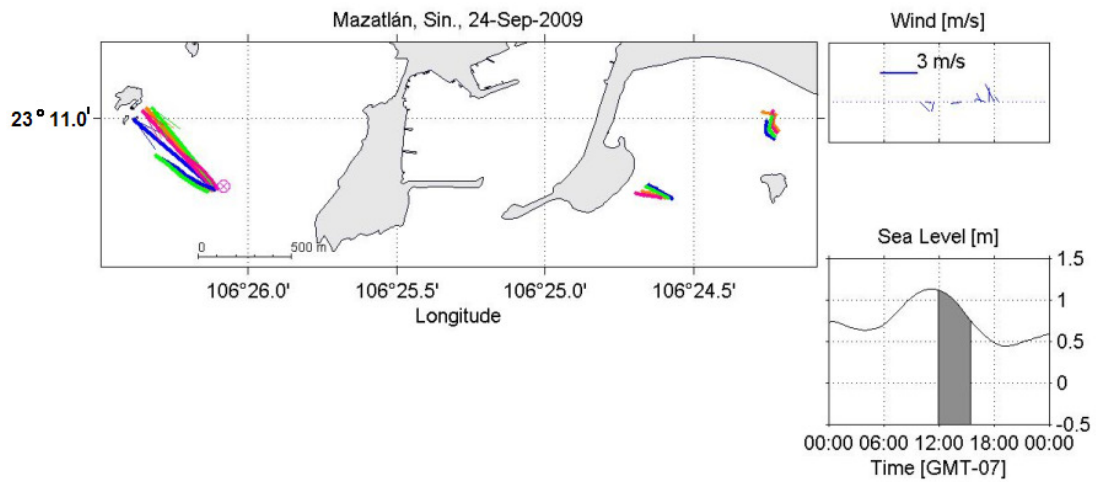 Mazatlán, Sin., 24-Sep-2009
23° 11.0'
0 500 m
106°26.0' 106°25.5' 106°25.0' 106°24.5'
Longitude
Wind [m/s]
3 m/s
Sea Level [m]
1.5
1
0.5
0
-0.5
00:00 06:00 12:00 18:00 00:00
Time [GMT-07]